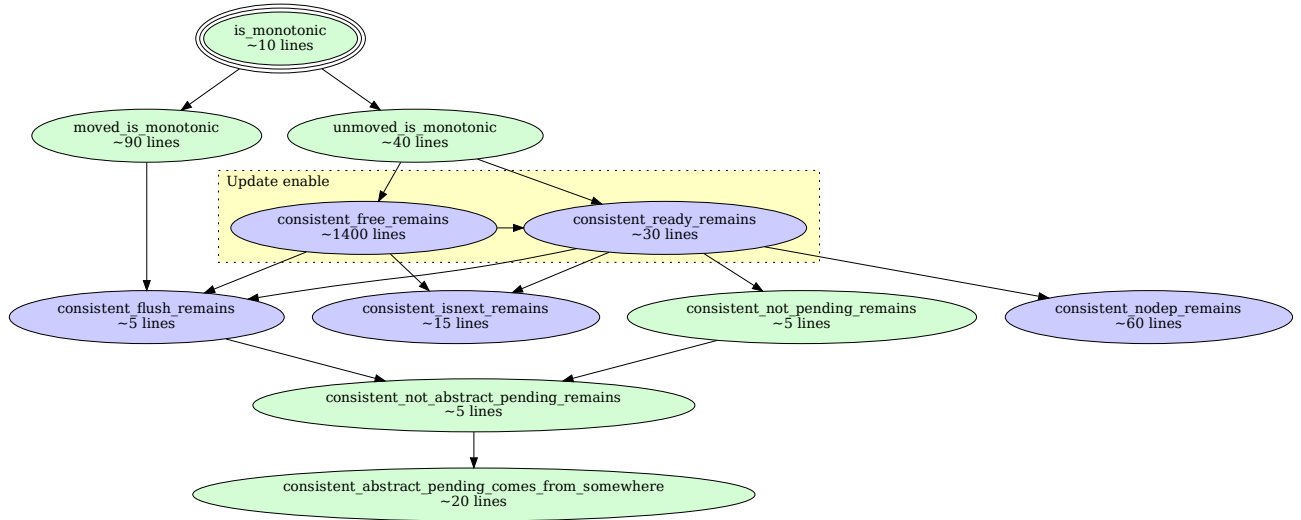 is_monotonic
~10 lines
moved_is_monotonic
~90 lines
unmoved_is_monotonic
~40 lines
Update enable
consistent_free_remains
~1400 lines
consistent_ready_remains
~30 lines
consistent_flush_remains
~5 lines
consistent_isnext_remains
~15 lines
consistent_not_pending_remains
~5 lines
consistent_nodep_remains
~60 lines
consistent_not_abstract_pending_remains
~5 lines
consistent_abstract_pending_comes_from_somewhere
~20 lines